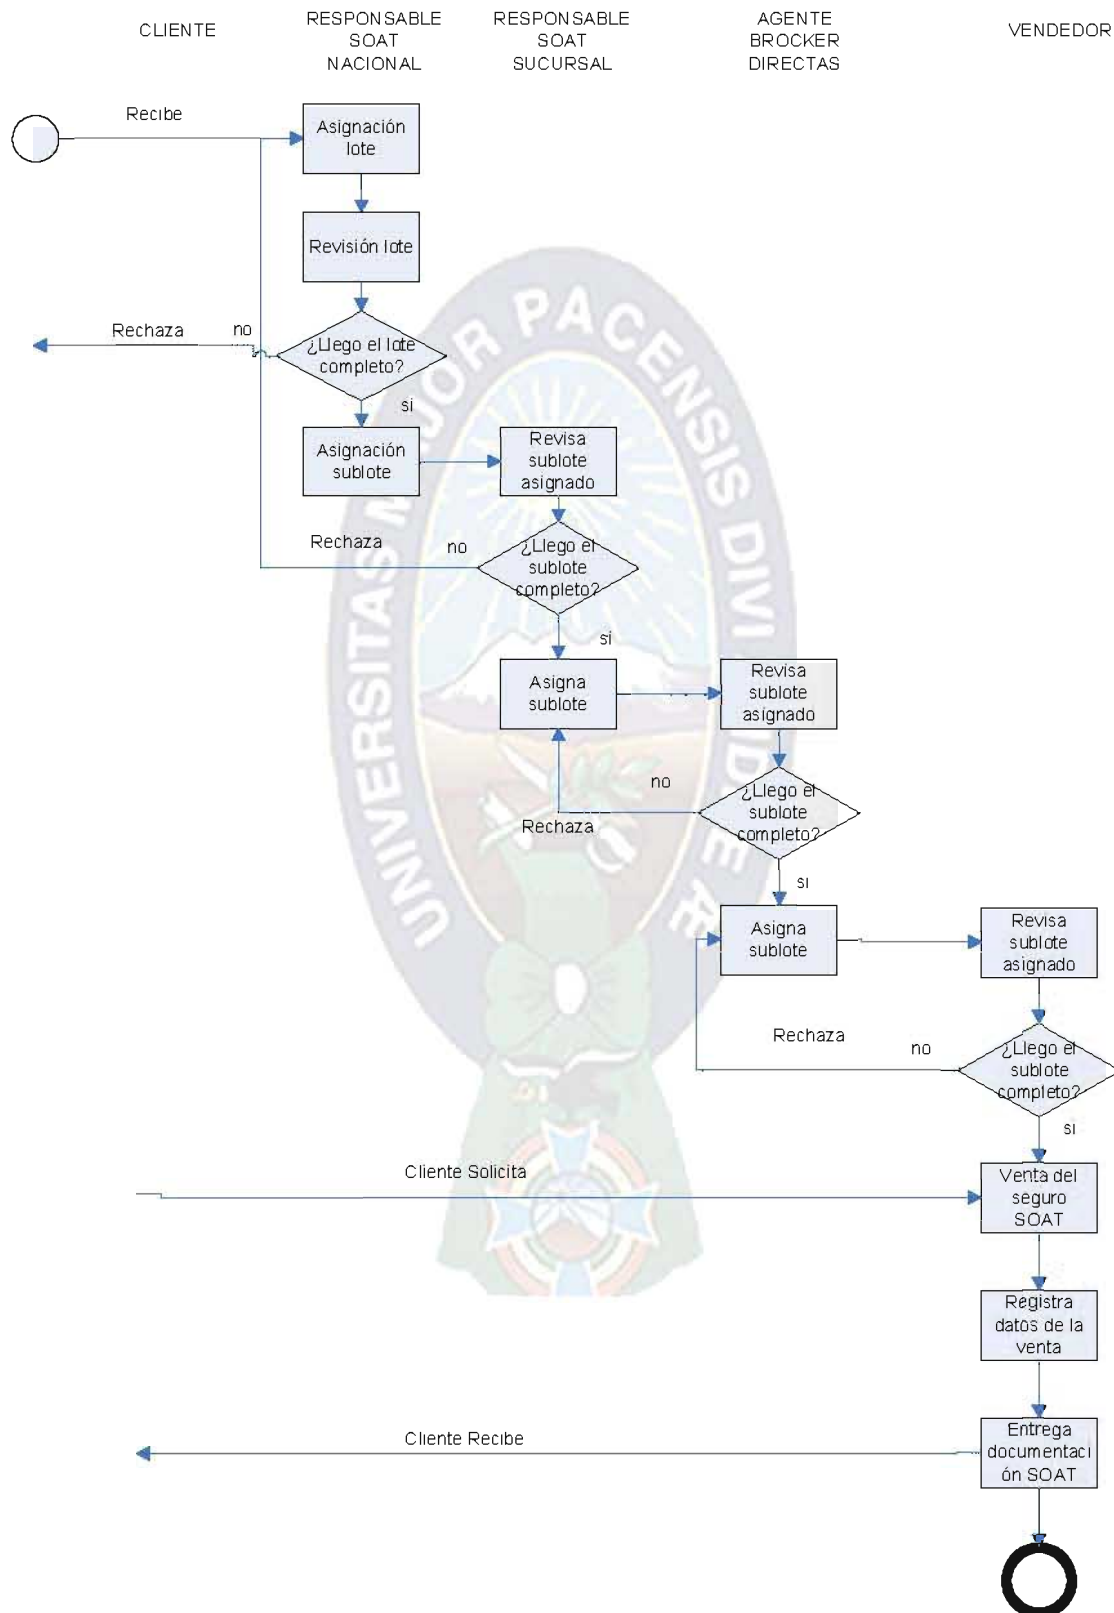 CLIENTE
RESPONSABLE
SOAT
NACIONAL
RESPONSABLE
SOAT
SUCURSAL
AGENTE
BROCKER
DIRECTAS
VENDEDOR
Recibe
Asignación
lote
Revisión lote
Rechaza
no
¿Llego el lote
completo?
si
Asignación
sublote
Revisa
sublote
asignado
Rechaza
no
¿Llego el
sublote
completo?
si
Asigna
sublote
Revisa
sublote
asignado
no
Rechaza
¿Llego el
sublote
completo?
si
Asigna
sublote
Revisa
sublote
asignado
Rechaza
no
¿Llego el
sublote
completo?
si
Cliente Solicita
Venta del
seguro
SOAT
Registra
datos de la
venta
Cliente Recibe
Entrega
documentaci
ón SOAT
UNIVERSITAS MAJOR PACENSIS DIVI